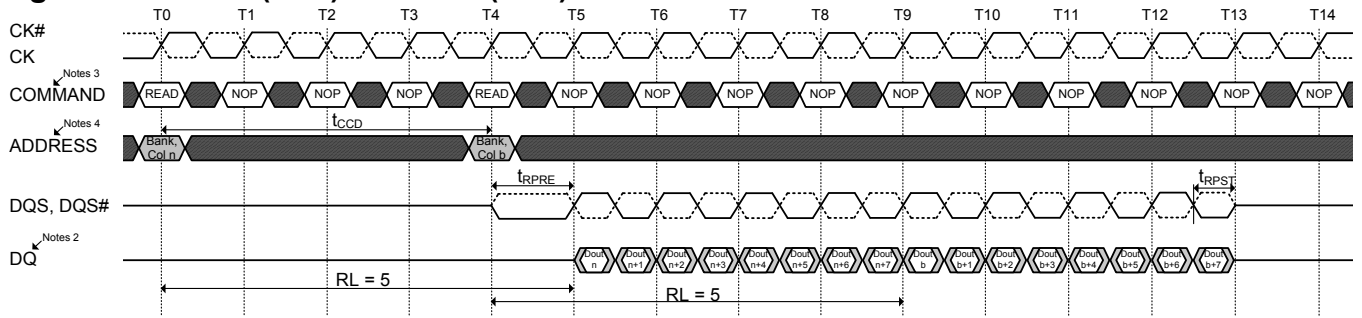 T0 T1 T2 T3 T4 T5 T6 T7 T8 T9 T10 T11 T12 T13 T14
CK#
CK
Notes 3
COMMAND READ NOP NOP NOP READ NOP NOP NOP NOP NOP NOP NOP NOP NOP NOP
Notes 4
tCCD
ADDRESS Bank, Col n Bank, Col b
tRPRE tRPST
DQS, DQS#
Notes 2
DQ Dout n Dout n+1 Dout n+2 Dout n+3 Dout n+4 Dout n+5 Dout n+6 Dout n+7 Dout b Dout b+1 Dout b+2 Dout b+3 Dout b+4 Dout b+5 Dout b+6 Dout b+7
RL = 5 RL = 5